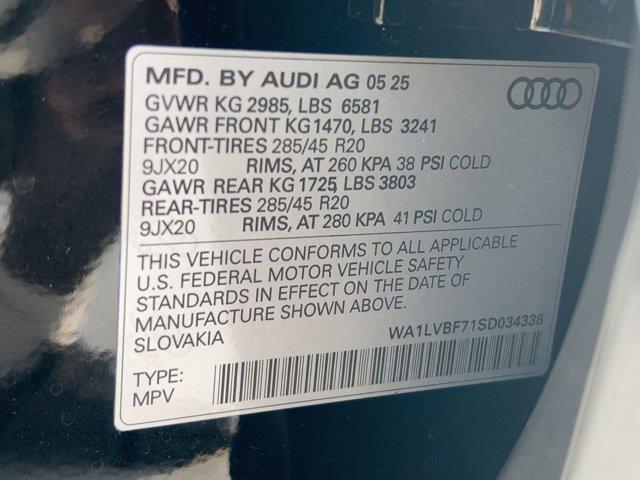 MFD. BY AUDI AG 05 25
GVWR KG 2985, LBS 6581
GAWR FRONT KG1470, LBS 3241
FRONT-TIRES 285/45 R20
9JX20 RIMS, AT 260 KPA 38 PSI COLD
GAWR REAR KG 1725, LBS 3803
REAR-TIRES 285/45 R20
9JX20 RIMS, AT 280 KPA 41 PSI COLD
THIS VEHICLE CONFORMS TO ALL APPLICABLE
U.S. FEDERAL MOTOR VEHICLE SAFETY
STANDARDS IN EFFECT ON THE DATE OF
MANUFACTURE SHOWN ABOVE.
SLOVAKIA WA1LVBF71SD034338
TYPE:
MPV